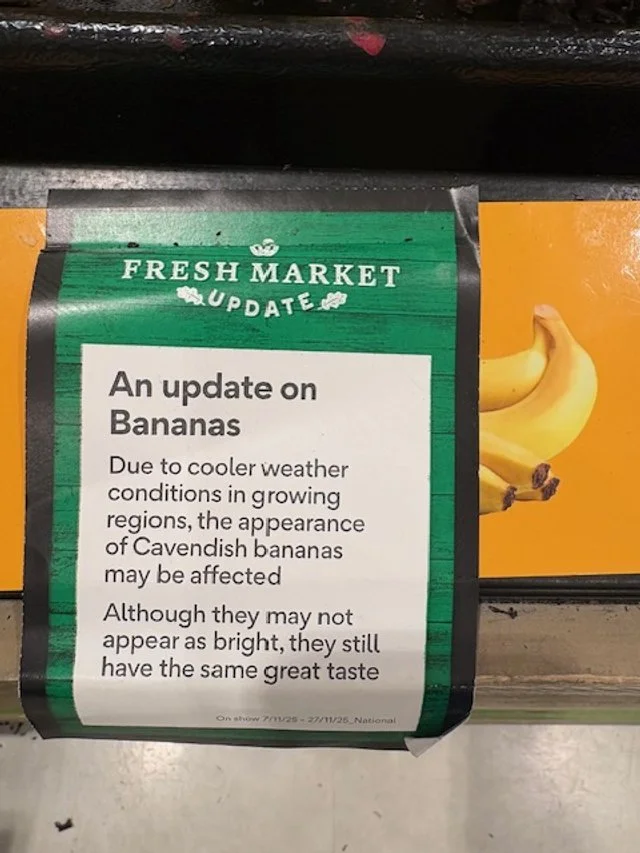 FRESH MARKET
UPDATE
An update on
Bananas
Due to cooler weather
conditions in growing
regions, the appearance
of Cavendish bananas
may be affected
Although they may not
appear as bright, they still
have the same great taste
On show 7/11/25 - 27/11/25_National